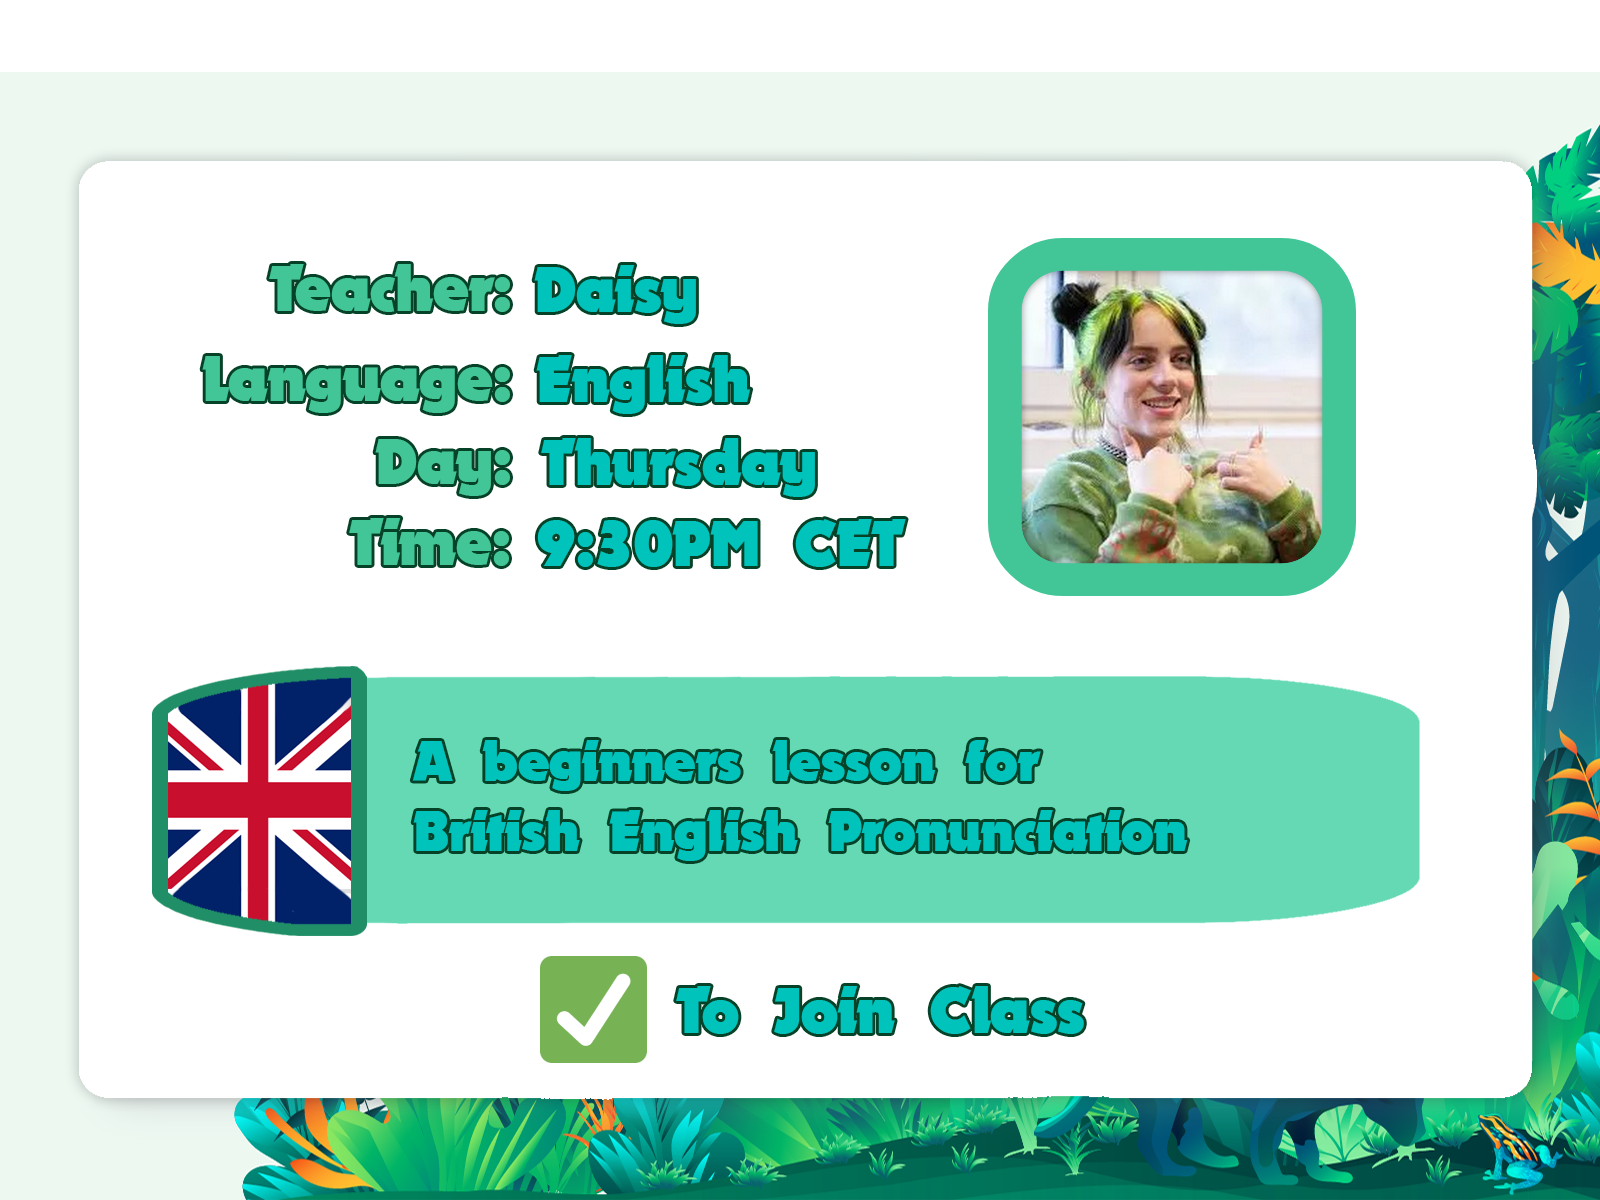 Teacher: Daisy
Language: English
Day: Thursday
Time: 9:30PM CET
A beginners lesson for
British English Pronunciation
To Join Class